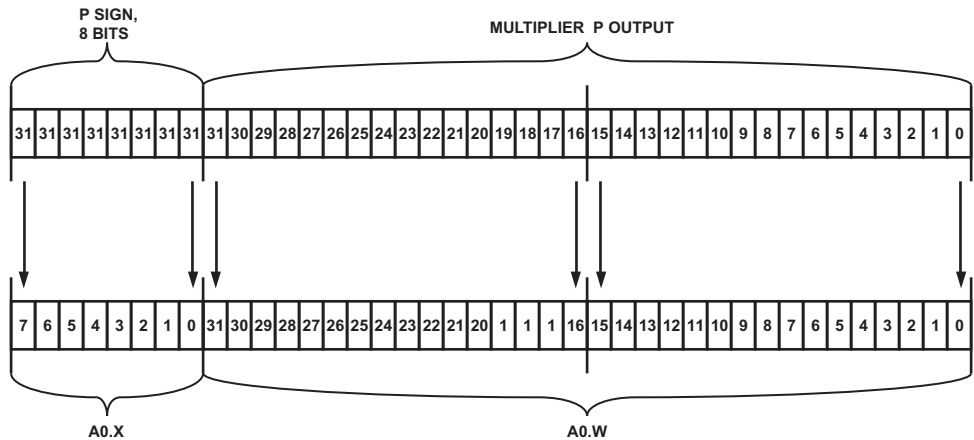 P SIGN,
8 BITS
MULTIPLIER P OUTPUT
31 31 31 31 31 31 31 31 31 30 29 28 27 26 25 24 23 22 21 20 19 18 17 16 15 14 13 12 11 10 9 8 7 6 5 4 3 2 1 0
7 6 5 4 3 2 1 0 31 30 29 28 27 26 25 24 23 22 21 20 1 1 1 16 15 14 13 12 11 10 9 8 7 6 5 4 3 2 1 0
A0.X
A0.W